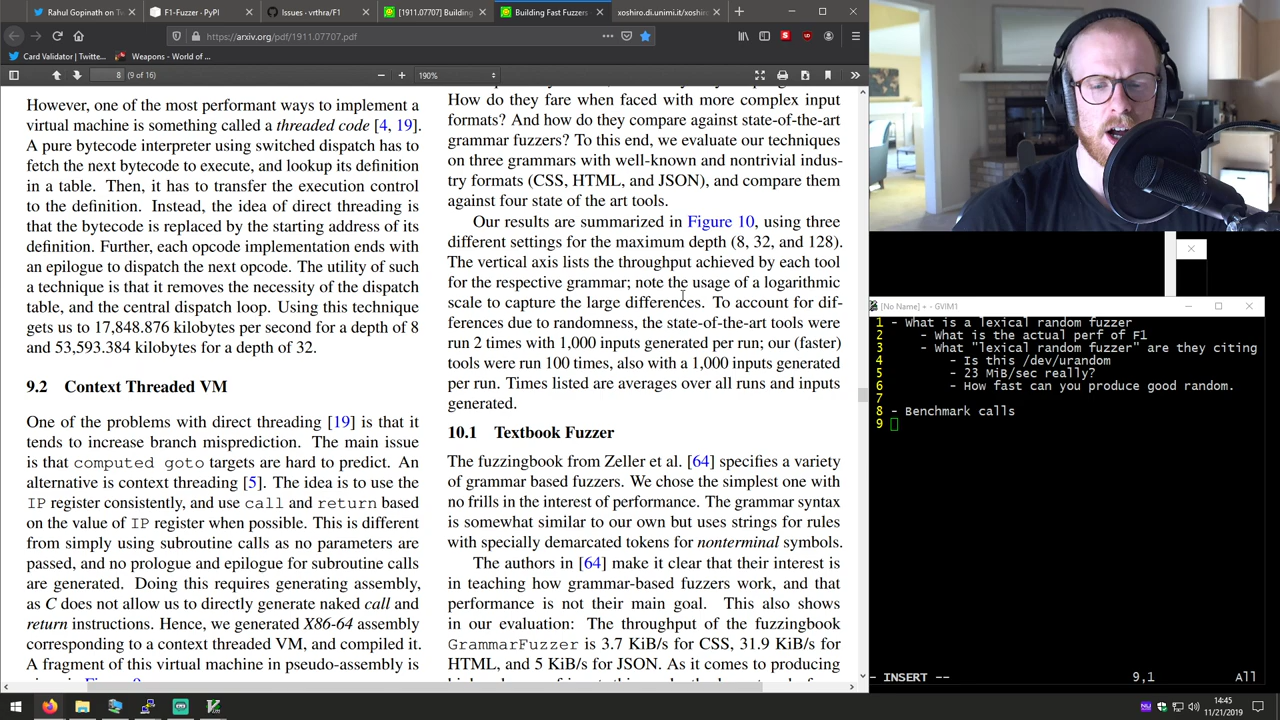 Rahul Gopinath on Tw
F1-Fuzzer · PyPI
Issues · vrthra/F1
[1911.07707] Building
Building Fast Fuzzers
xoshiro.di.unimi.it/xoshiro
https://arxiv.org/pdf/1911.07707.pdf
Card Validator | Twitte...
Weapons - World of ...
8
(9 of 16)
190%
However, one of the most performant ways to implement a
virtual machine is something called a threaded code [4, 19].
A pure bytecode interpreter using switched dispatch has to
fetch the next bytecode to execute, and lookup its definition
in a table. Then, it has to transfer the execution control
to the definition. Instead, the idea of direct threading is
that the bytecode is replaced by the starting address of its
definition. Further, each opcode implementation ends with
an epilogue to dispatch the next opcode. The utility of such
a technique is that it removes the necessity of the dispatch
table, and the central dispatch loop. Using this technique
gets us to 17,848.876 kilobytes per second for a depth of 8
and 53,593.384 kilobytes for a depth of 32.
9.2 Context Threaded VM
One of the problems with direct threading [19] is that it
tends to increase branch misprediction. The main issue
is that computed goto targets are hard to predict. An
alternative is context threading [5]. The idea is to use the
IP register consistently, and use call and return based
on the value of IP register when possible. This is different
from simply using subroutine calls as no parameters are
passed, and no prologue and epilogue for subroutine calls
are generated. Doing this requires generating assembly,
as C does not allow us to directly generate naked call and
return instructions. Hence, we generated X86-64 assembly
corresponding to a context threaded VM, and compiled it.
A fragment of this virtual machine in pseudo-assembly is
How do they fare when faced with more complex input
formats? And how do they compare against state-of-the-art
grammar fuzzers? To this end, we evaluate our techniques
on three grammars with well-known and nontrivial indus-
try formats (CSS, HTML, and JSON), and compare them
against four state of the art tools.
Our results are summarized in Figure 10, using three
different settings for the maximum depth (8, 32, and 128).
The vertical axis lists the throughput achieved by each tool
for the respective grammar; note the usage of a logarithmic
scale to capture the large differences. To account for dif-
ferences due to randomness, the state-of-the-art tools were
run 2 times with 1,000 inputs generated per run; our (faster)
tools were run 100 times, also with a 1,000 inputs generated
per run. Times listed are averages over all runs and inputs
generated.
10.1 Textbook Fuzzer
The fuzzingbook from Zeller et al. [64] specifies a variety
of grammar based fuzzers. We chose the simplest one with
no frills in the interest of performance. The grammar syntax
is somewhat similar to our own but uses strings for rules
with specially demarcated tokens for nonterminal symbols.
The authors in [64] make it clear that their interest is
in teaching how grammar-based fuzzers work, and that
performance is not their main goal. This also shows
in our evaluation: The throughput of the fuzzingbook
GrammarFuzzer is 3.7 KiB/s for CSS, 31.9 KiB/s for
HTML, and 5 KiB/s for JSON. As it comes to producing
[No Name] + - GVIM1
1 - What is a lexical random fuzzer
2 - What is the actual perf of F1
3 - What "lexical random fuzzer" are they citing
4 - Is this /dev/urandom
5 - 23 MiB/sec really?
6 - How fast can you produce good random.
7
8 - Benchmark calls
9
- INSERT --
9,1
All
14:45
11/21/2019